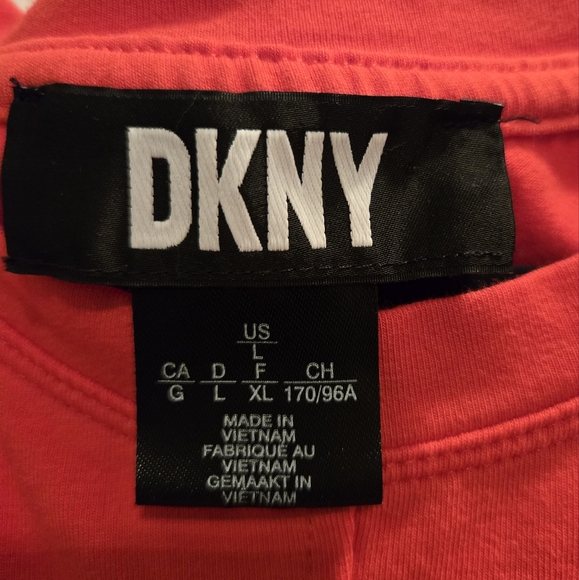 DKNY
US
L
CA D F CH
G L XL 170/96A
MADE IN
VIETNAM
FABRIQUÉ AU
VIETNAM
GEMAAKT IN
VIETNAM